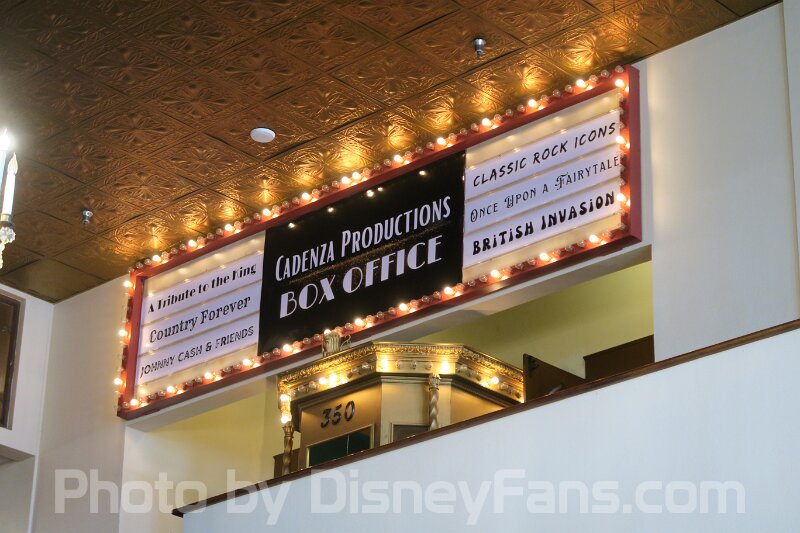 A Tribute to the King
Country Forever
JOHNNY CASH & FRIENDS
CADENZA PRODUCTIONS
BOX OFFICE
CLASSIC ROCK ICONS
ONCE UPON A FAIRYTALE
BRITISH INVASION
350
Photo by DisneyFans.com